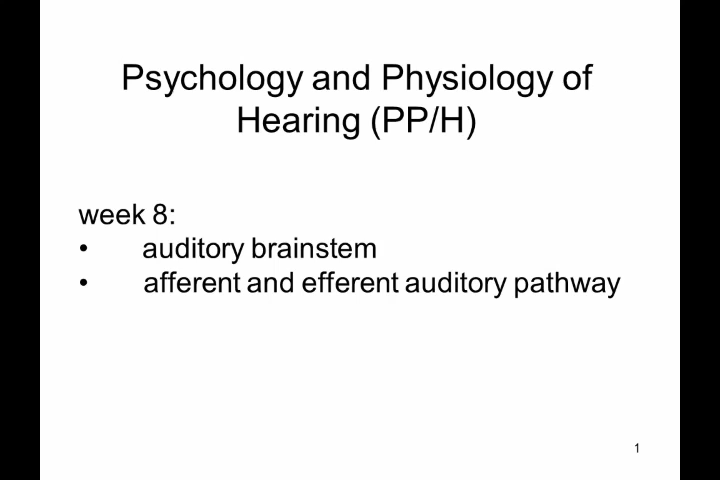 Psychology and Physiology of
Hearing (PP/H)
week 8:
• auditory brainstem
• afferent and efferent auditory pathway
1